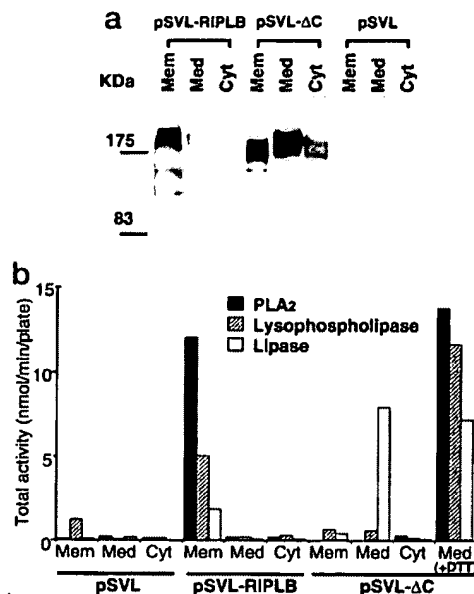 a
pSVL-RIPLB pSVL-ΔC pSVL
KDa Mem Med Cyt Mem Med Cyt Mem Med Cyt
175
83
b
15
10
5
0
Total activity (nmol/min/plate)
PLA2
Lysophospholipase
Lipase
Mem Med Cyt Mem Med Cyt Mem Med Cyt Med
(+DTT)
pSVL pSVL-RIPLB pSVL-ΔC